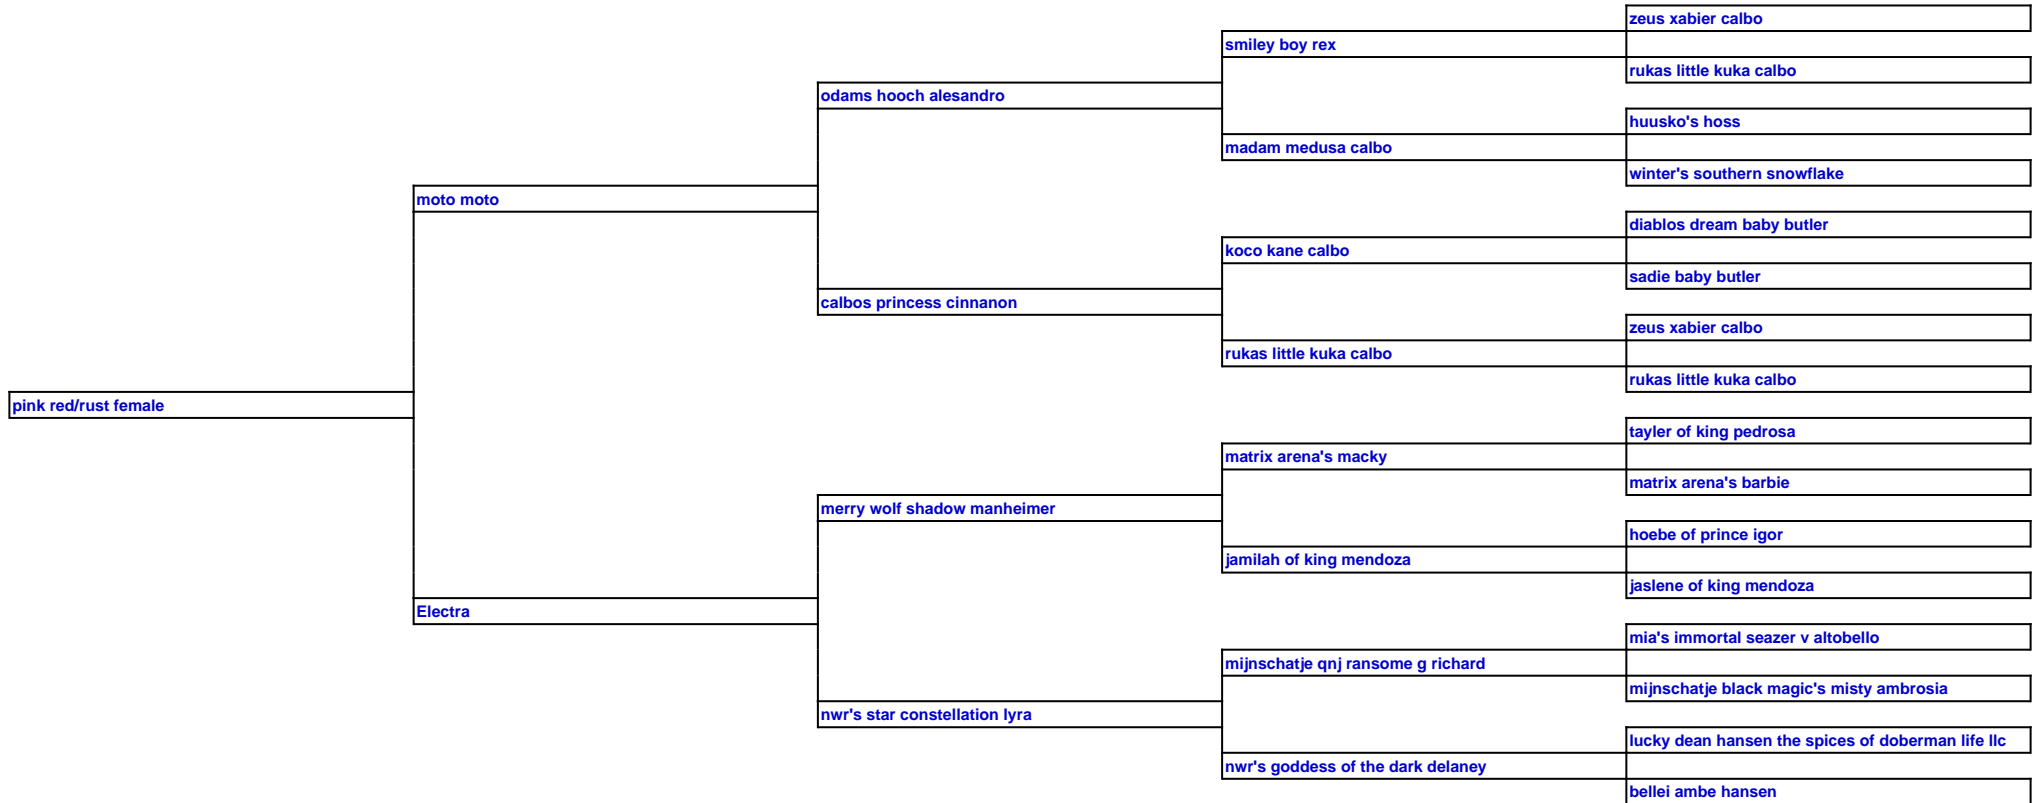 zeus xabier calbo
smiley boy rex
rukas little kuka calbo
odams hooch alesandro
huusko's hoss
madam medusa calbo
winter's southern snowflake
moto moto
diablos dream baby butler
koco kane calbo
sadie baby butler
calbos princess cinnanon
zeus xabier calbo
rukas little kuka calbo
rukas little kuka calbo
pink red/rust female
tayler of king pedrosa
matrix arena's macky
matrix arena's barbie
merry wolf shadow manheimer
hoebe of prince igor
jamilah of king mendoza
jaslene of king mendoza
Electra
mia's immortal seazer v altobello
mijnschatje qnj ransome g richard
mijnschatje black magic's misty ambrosia
nwr's star constellation lyra
lucky dean hansen the spices of doberman life llc
nwr's goddess of the dark delaney
bellei ambe hansen